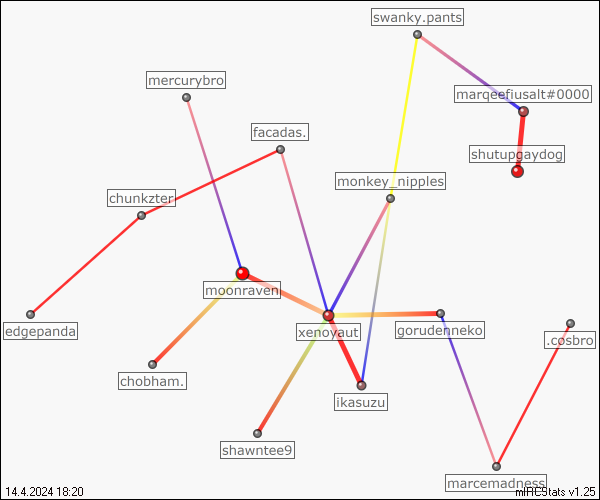 swanky.pants
mercurybro
marqeefiusalt#0000
facadas.
shutupgaydog
monkey_nipples
chunkzter
moonraven
edgepanda
xenoyaut
gorudenneko
.cosbro
chobham.
ikasuzu
shawntee9
marcemadness
14.4.2024 18:20
mIRCStats v1.25